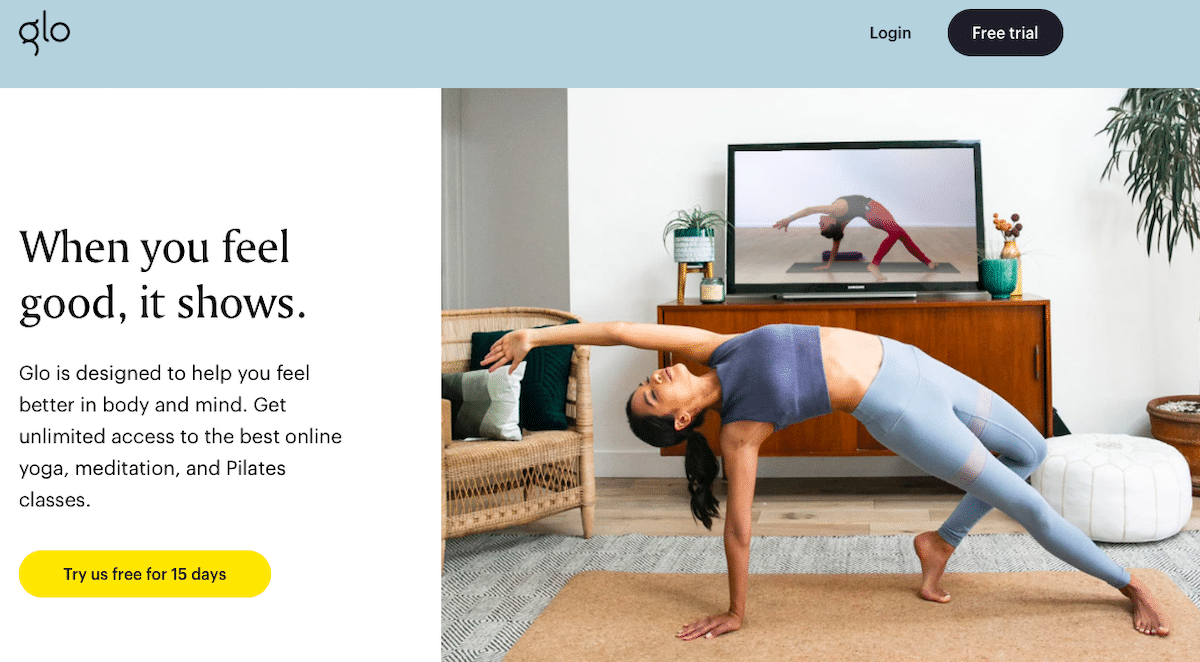 glo
Login
Free trial
When you feel
good, it shows.
Glo is designed to help you feel
better in body and mind. Get
unlimited access to the best online
yoga, meditation, and Pilates
classes.
Try us free for 15 days
SAMSUNG